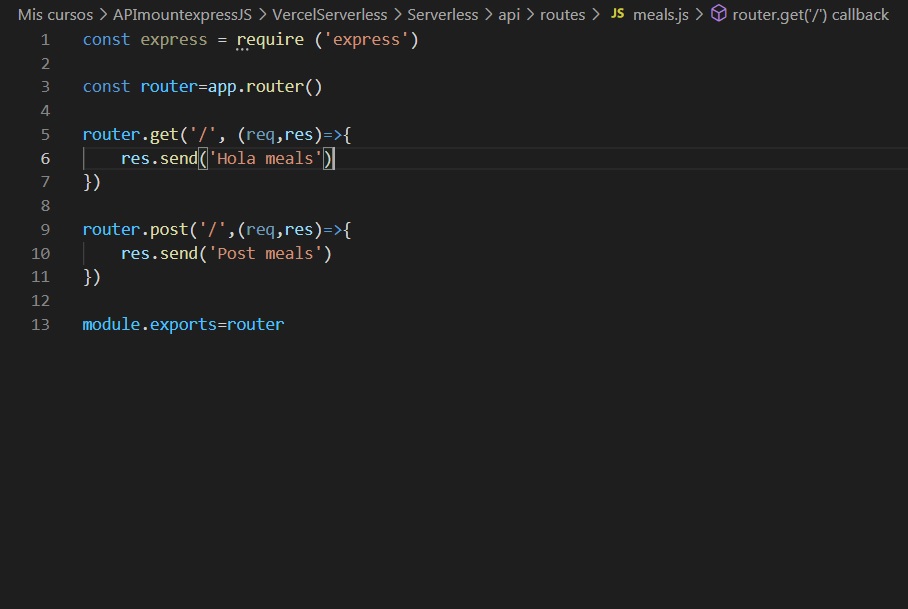 Mis cursos > APImountexpressJS > VercelServerless > Serverless > api > routes > JS meals.js > router.get('/') callback
1 const express = require ('express')
2
3 const router=app.router()
4
5 router.get('/', (req,res)=>{
6     res.send('Hola meals')
7 })
8
9 router.post('/',(req,res)=>{
10     res.send('Post meals')
11 })
12
13 module.exports=router